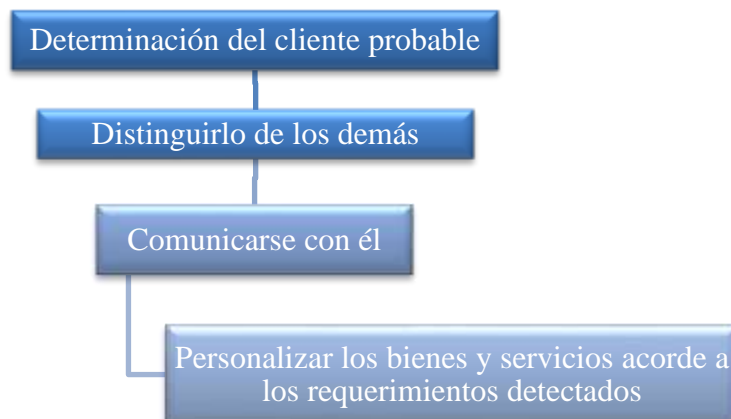 Determinación del cliente probable
Distinguirlo de los demás
Comunicarse con él
Personalizar los bienes y servicios acorde a
los requerimientos detectados